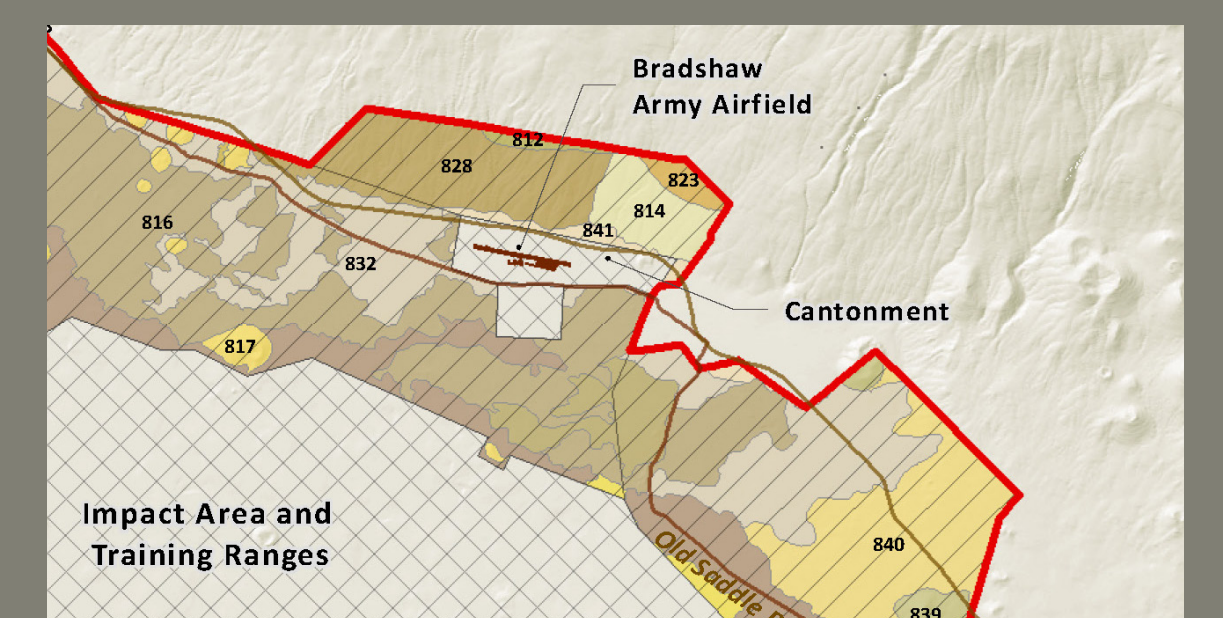 Bradshaw
Army Airfield
812
828
823
814
816
841
832
Cantonment
817
Impact Area and
Training Ranges
840
Old Saddle
839